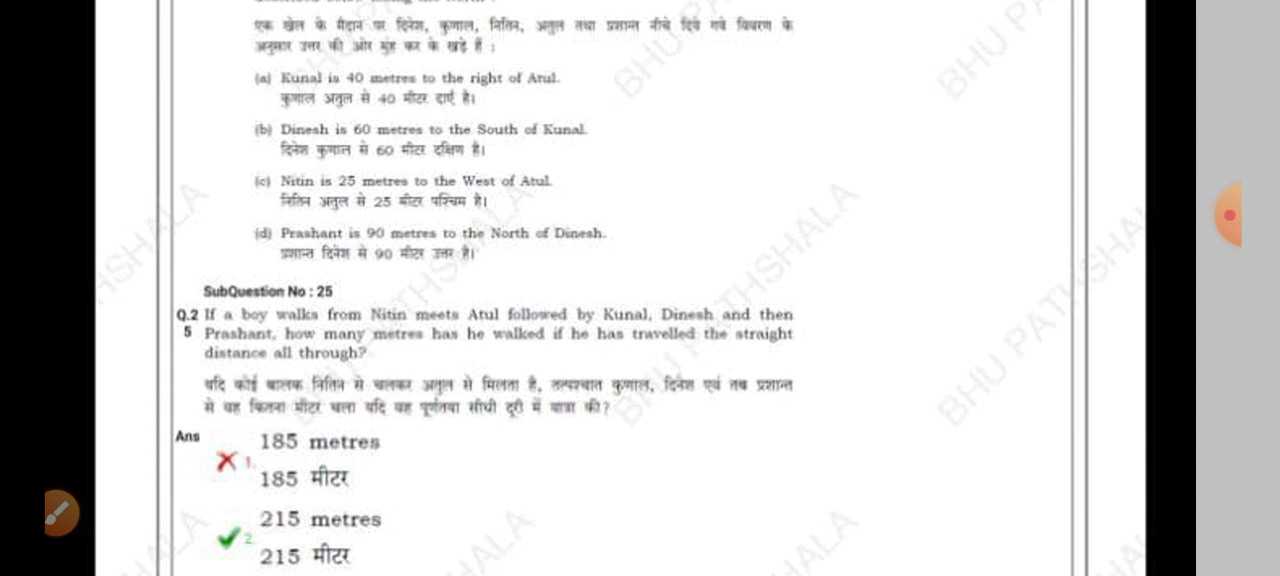 एक खेल के मैदान पर दिनेश, कुणाल, नितिन, अतुल तथा प्रशान्त नीचे दिये गये विवरण के
अनुसार उत्तर की ओर मुंह कर के खड़े हैं :
(a) Kunal is 40 metres to the right of Atul.
कुणाल अतुल से 40 मीटर दाएँ है।
(b) Dinesh is 60 metres to the South of Kunal.
दिनेश कुणाल से 60 मीटर दक्षिण है।
(c) Nitin is 25 metres to the West of Atul.
नितिन अतुल से 25 मीटर पश्चिम है।
(d) Prashant is 90 metres to the North of Dinesh.
प्रशान्त दिनेश से 90 मीटर उत्तर है।
SubQuestion No : 25
Q.2 If a boy walks from Nitin meets Atul followed by Kunal, Dinesh and then
5 Prashant, how many metres has he walked if he has travelled the straight
distance all through?
यदि कोई बालक नितिन से चलकर अतुल से मिलता है, तत्पश्चात कुणाल, दिनेश एवं तब प्रशान्त
से वह कितना मीटर चला यदि वह पूर्णतया सीधी दूरी में यात्रा की?
Ans
185 metres
1.
185 मीटर
215 metres
2.
215 मीटर
BHU PATHSHALA